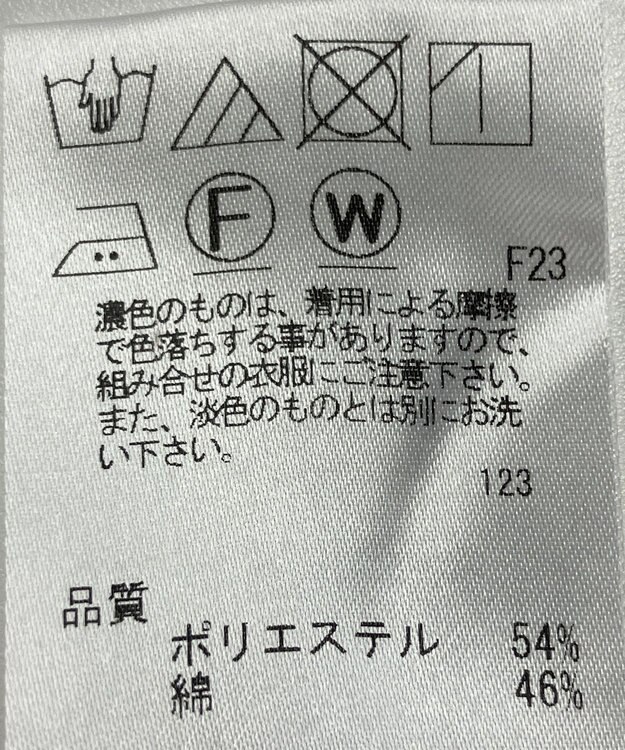 F W
F23
濃色のものは、着用による摩擦
で色落ちする事がありますので、
組み合せの衣服にご注意下さい。
また、淡色のものとは別にお洗
い下さい。
123
品質
ポリエステル 54%
綿 46%